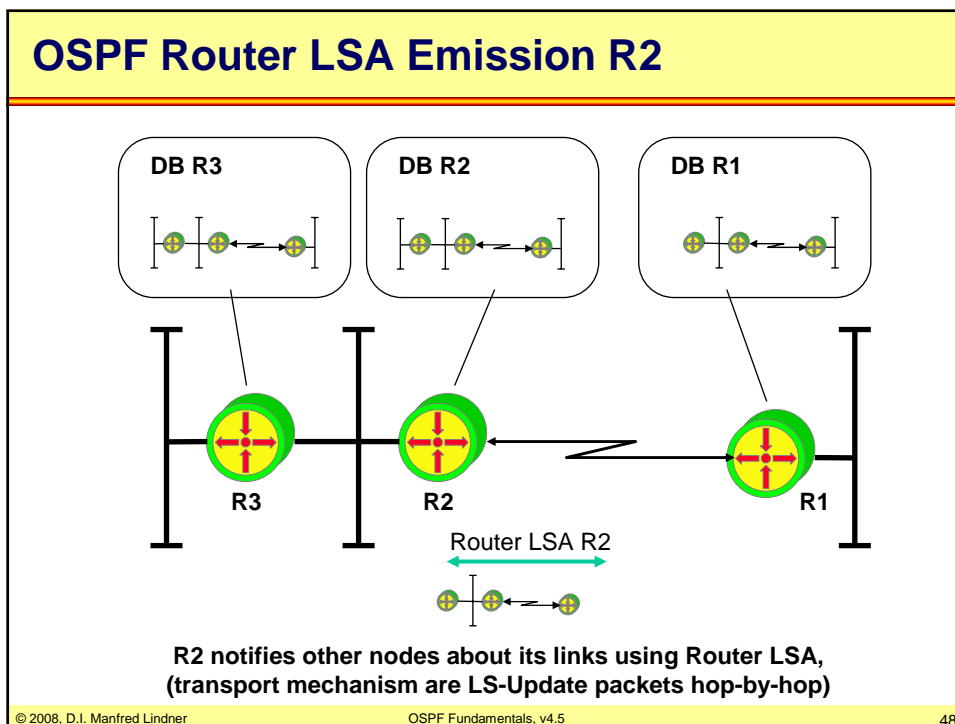 OSPF Router LSA Emission R2
DB R3
DB R2
DB R1
R3
R2
R1
Router LSA R2
R2 notifies other nodes about its links using Router LSA,
(transport mechanism are LS-Update packets hop-by-hop)
© 2008, D.I. Manfred Lindner
OSPF Fundamentals, v4.5
48